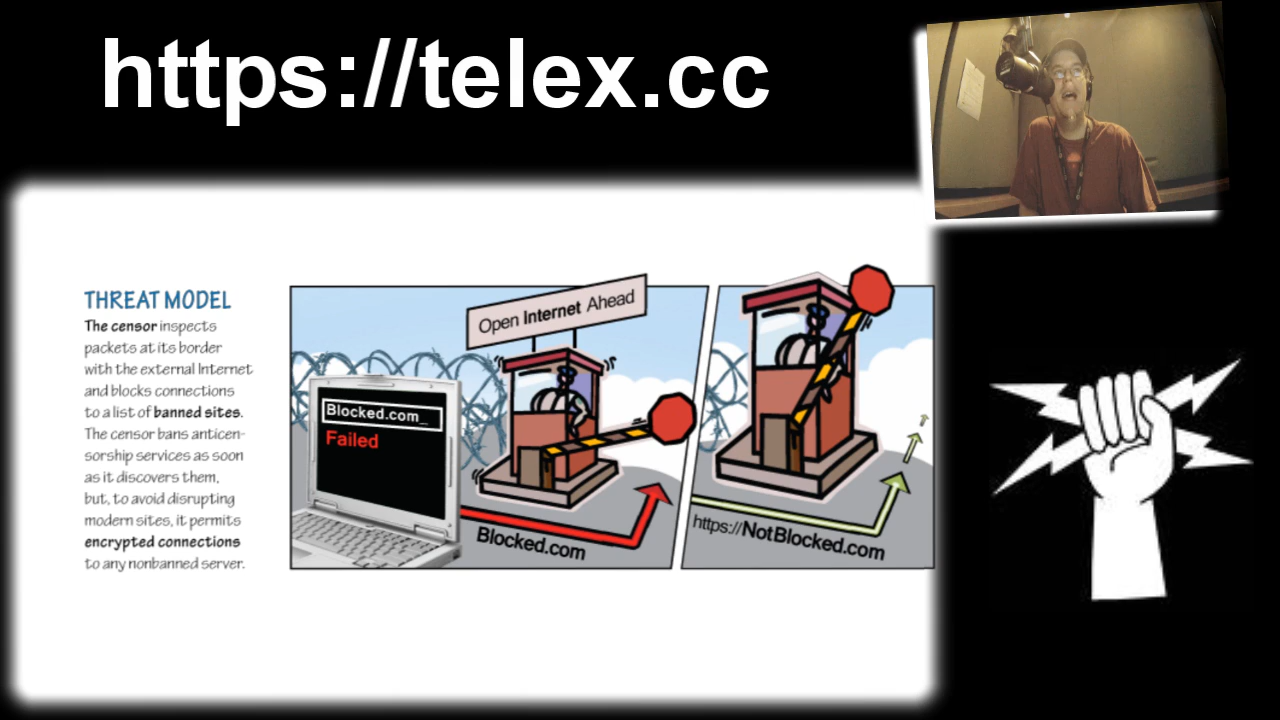 https://telex.cc
THREAT MODEL
The censor inspects
packets at its border
with the external Internet
and blocks connections
to a list of banned sites.
The censor bans anticen-
sorship services as soon
as it discovers them,
but, to avoid disrupting
modern sites, it permits
encrypted connections
to any nonbanned server.
Open Internet Ahead
Blocked.com_
Failed
Blocked.com
https://NotBlocked.com